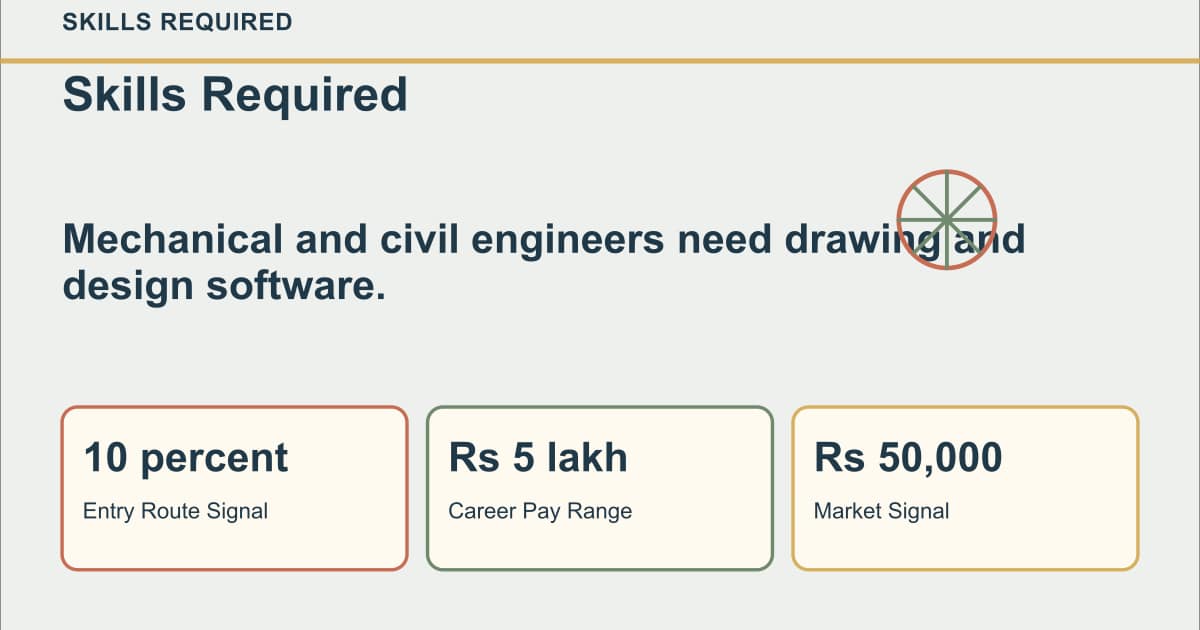 SKILLS REQUIRED
Skills Required
Mechanical and civil engineers need drawing and
design software.
10 percent
Entry Route Signal
Rs 5 lakh
Career Pay Range
Rs 50,000
Market Signal